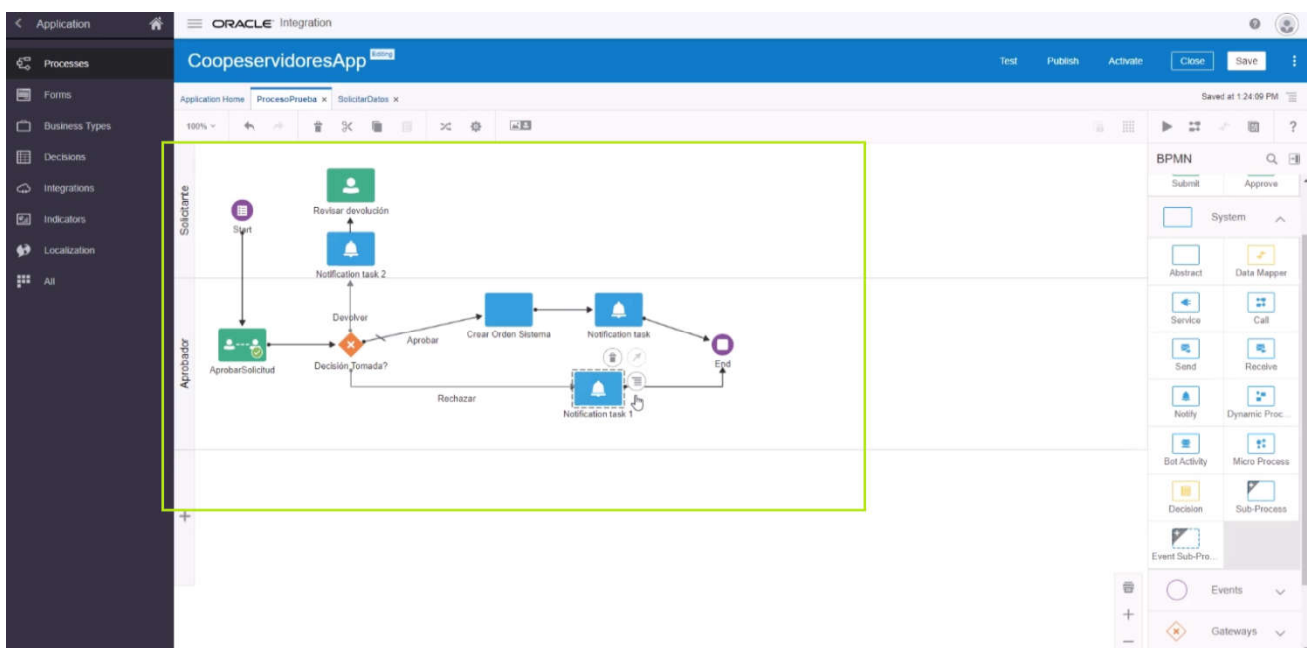 Application
ORACLE Integration
Processes
Forms
Business Types
Decisions
Integrations
Indicators
Localization
All
CoopeservidoresApp Editing
Test Publish Activate Close Save
Application Home ProcesoPrueba × SolicitarDatos ×
Saved at 1:24:09 PM
100%
Solicitante
Start
Revisar devolución
Notification task 2
Aprobador
AprobarSolicitud
Devolver
Decisión Tomada?
Aprobar
Crear Orden Sistema
Notification task
End
Rechazar
Notification task 1
BPMN
Submit Approve
System
Abstract Data Mapper
Service Call
Send Receive
Notify Dynamic Proc...
Bot Activity Micro Process
Decision Sub-Process
Event Sub-Pro...
Events
Gateways